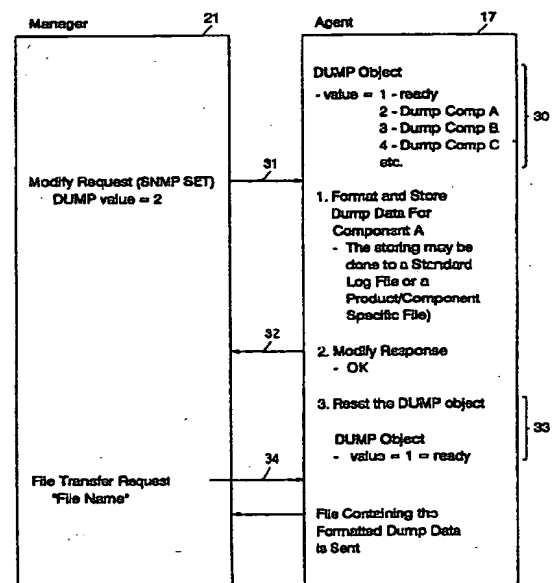 Manager
21
Agent
17
DUMP Object
- value = 1 - ready
2 - Dump Comp A
3 - Dump Comp B
4 - Dump Comp C
etc.
30
31
Modify Request (SNMP SET)
DUMP value = 2
1. Format and Store
Dump Data For
Component A
- The storing may be
done to a Standard
Log File or a
Product/Component
Specific File)
32
2. Modify Response
- OK
3. Reset the DUMP object
33
DUMP Object
- value = 1 = ready
34
File Transfer Request
"File Name"
File Containing the
Formatted Dump Data
is Sent